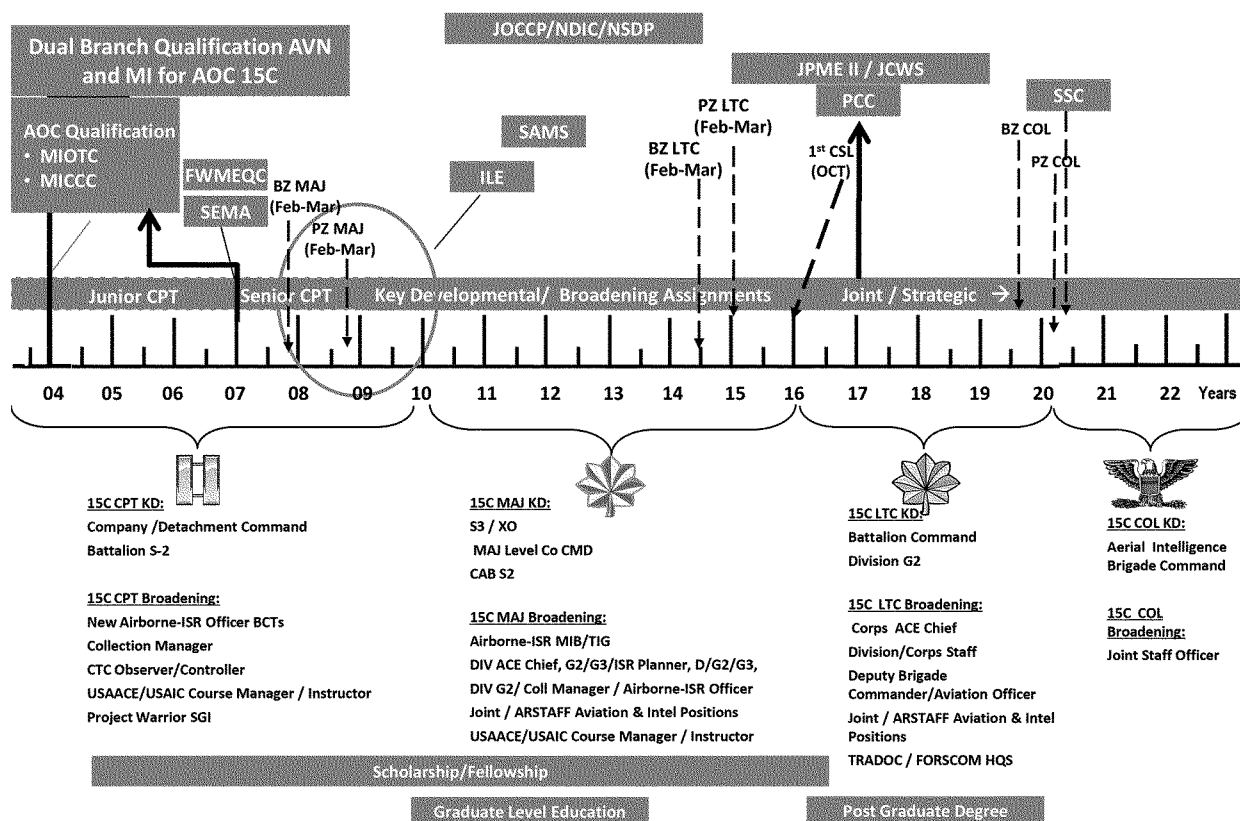 JOCCP/NDIC/NSDP
Dual Branch Qualification AVN
and MI for AOC 15C
JPME II / JCWS
PCC
SSC
AOC Qualification
• MIOTC
• MICCC
SAMS
PZ LTC
(Feb-Mar)
BZ LTC
(Feb-Mar)
1st CSL
(OCT)
BZ COL
PZ COL
FWMEQC
SEMA
ILE
BZ MAJ
(Feb-Mar)
PZ MAJ
(Feb-Mar)
Junior CPT Senior CPT Key Developmental/ Broadening Assignments Joint / Strategic →
04 05 06 07 08 09 10 11 12 13 14 15 16 17 18 19 20 21 22 Years
15C CPT KD:
Company /Detachment Command
Battalion S-2
15C CPT Broadening:
New Airborne-ISR Officer BCTs
Collection Manager
CTC Observer/Controller
USAACE/USAIC Course Manager / Instructor
Project Warrior SGI
15C MAJ KD:
S3 / XO
MAJ Level Co CMD
CAB S2
15C MAJ Broadening:
Airborne-ISR MIB/TIG
DIV ACE Chief, G2/G3/ISR Planner, D/G2/G3,
DIV G2/ Coll Manager / Airborne-ISR Officer
Joint / ARSTAFF Aviation & Intel Positions
USAACE/USAIC Course Manager / Instructor
15C LTC KD:
Battalion Command
Division G2
15C LTC Broadening:
Corps ACE Chief
Division/Corps Staff
Deputy Brigade
Commander/Aviation Officer
Joint / ARSTAFF Aviation & Intel
Positions
TRADOC / FORSCOM HQS
15C COL KD:
Aerial Intelligence
Brigade Command
15C COL
Broadening:
Joint Staff Officer
Scholarship/Fellowship
Graduate Level Education
Post Graduate Degree